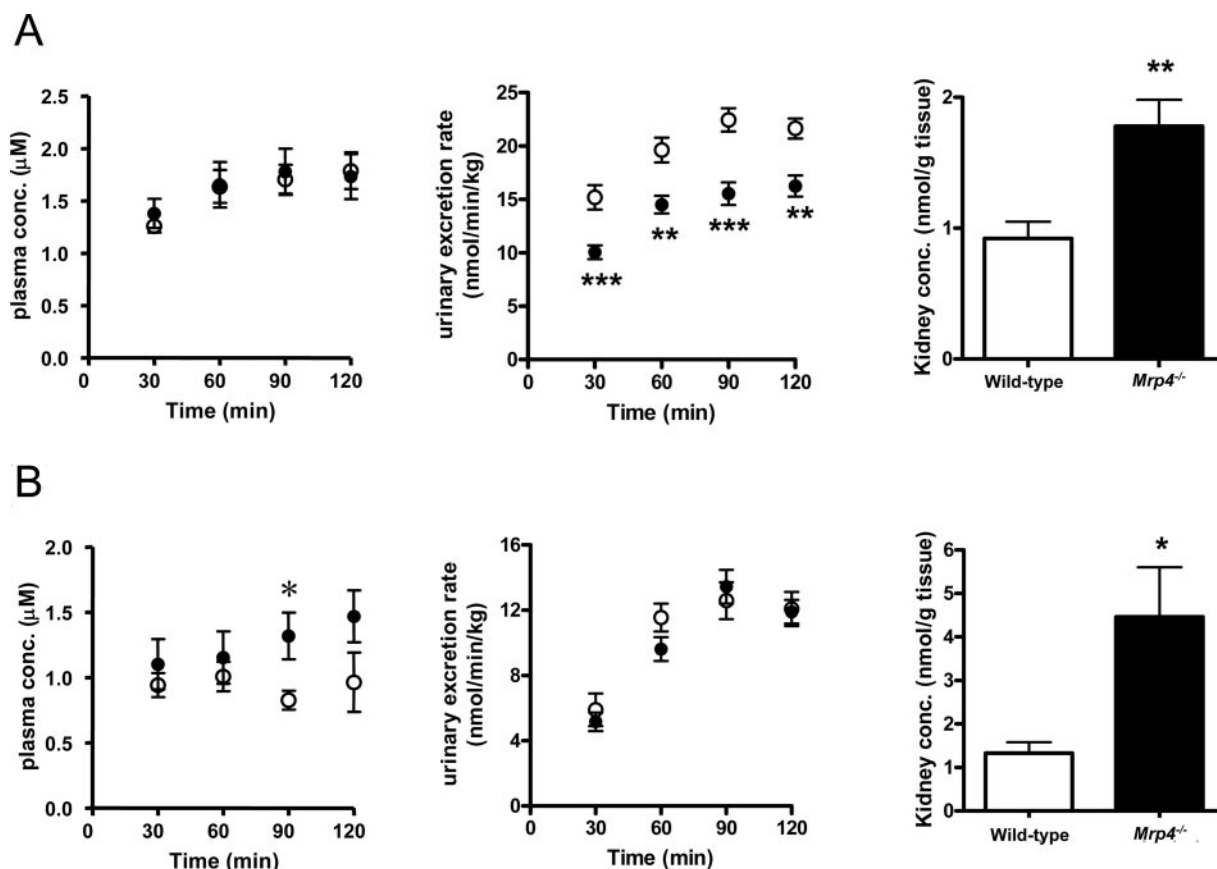 A
plasma conc. (μM)
2.5
2.0
1.5
1.0
0.5
0.0
0 30 60 90 120
Time (min)
urinary excretion rate
(nmol/min/kg)
25
20
15
10
5
0
***
**
***
**
0 30 60 90 120
Time (min)
Kidney conc. (nmol/g tissue)
2
1
0
**
Wild-type Mrp4-/-
B
plasma conc. (μM)
2.0
1.5
1.0
0.5
0.0
*
0 30 60 90 120
Time (min)
urinary excretion rate
(nmol/min/kg)
16
12
8
4
0
0 30 60 90 120
Time (min)
Kidney conc. (nmol/g tissue)
6
5
4
3
2
1
0
*
Wild-type Mrp4-/-